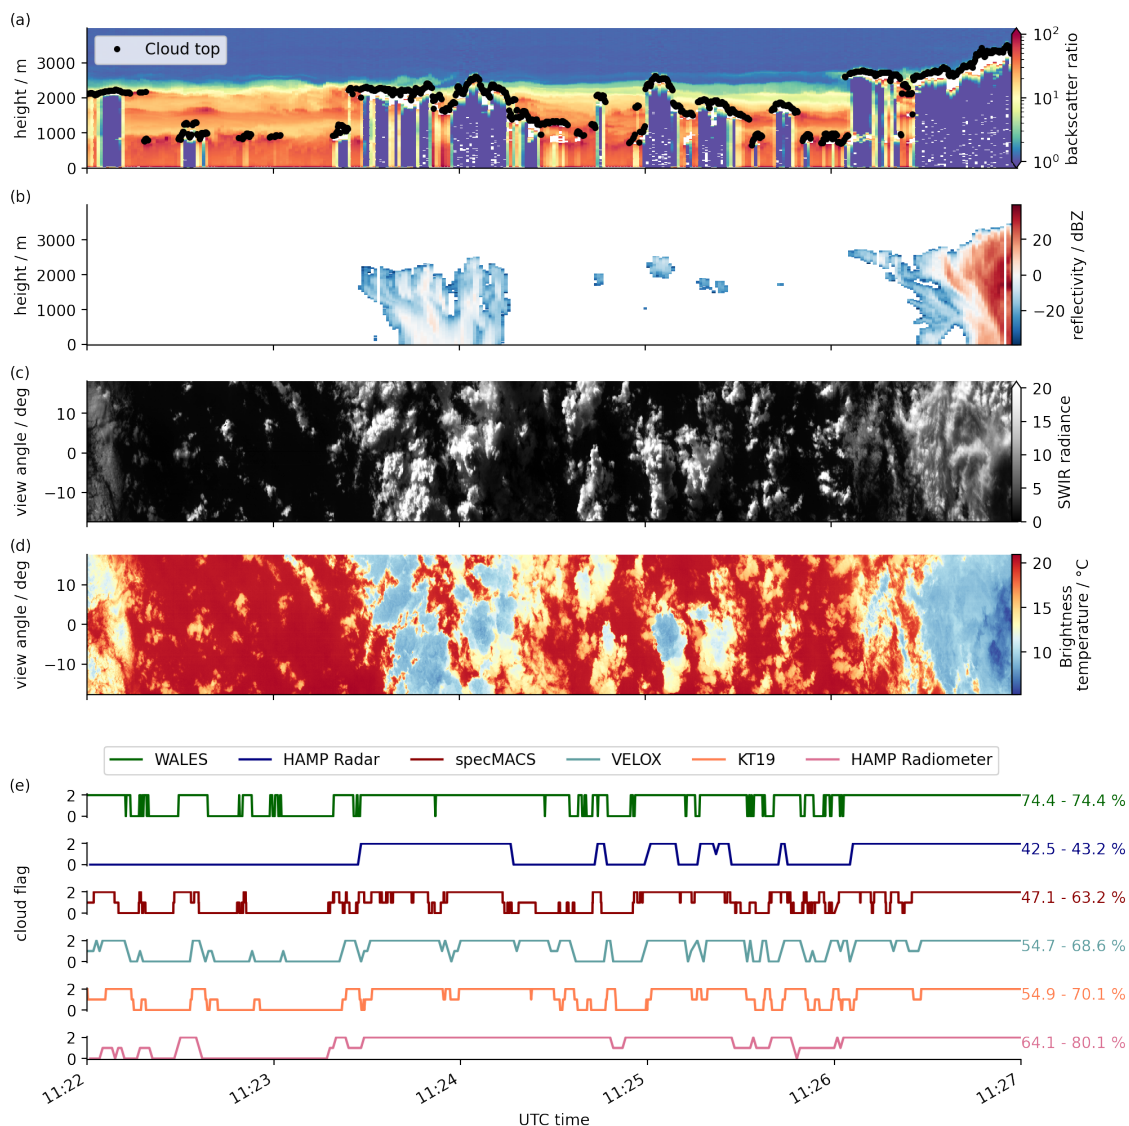 (a)
Cloud top
height / m
3000
2000
1000
0
10²
10¹
10⁰
backscatter ratio
(b)
height / m
3000
2000
1000
0
20
0
−20
reflectivity / dBZ
(c)
view angle / deg
10
0
−10
20
15
10
5
0
SWIR radiance
(d)
view angle / deg
10
0
−10
20
15
10
Brightness
temperature / °C
WALES HAMP Radar specMACS VELOX KT19 HAMP Radiometer
(e)
cloud flag
2
0
74.4 - 74.4 %
2
0
42.5 - 43.2 %
2
0
47.1 - 63.2 %
2
0
54.7 - 68.6 %
2
0
54.9 - 70.1 %
2
0
64.1 - 80.1 %
11:22 11:23 11:24 11:25 11:26 11:27
UTC time